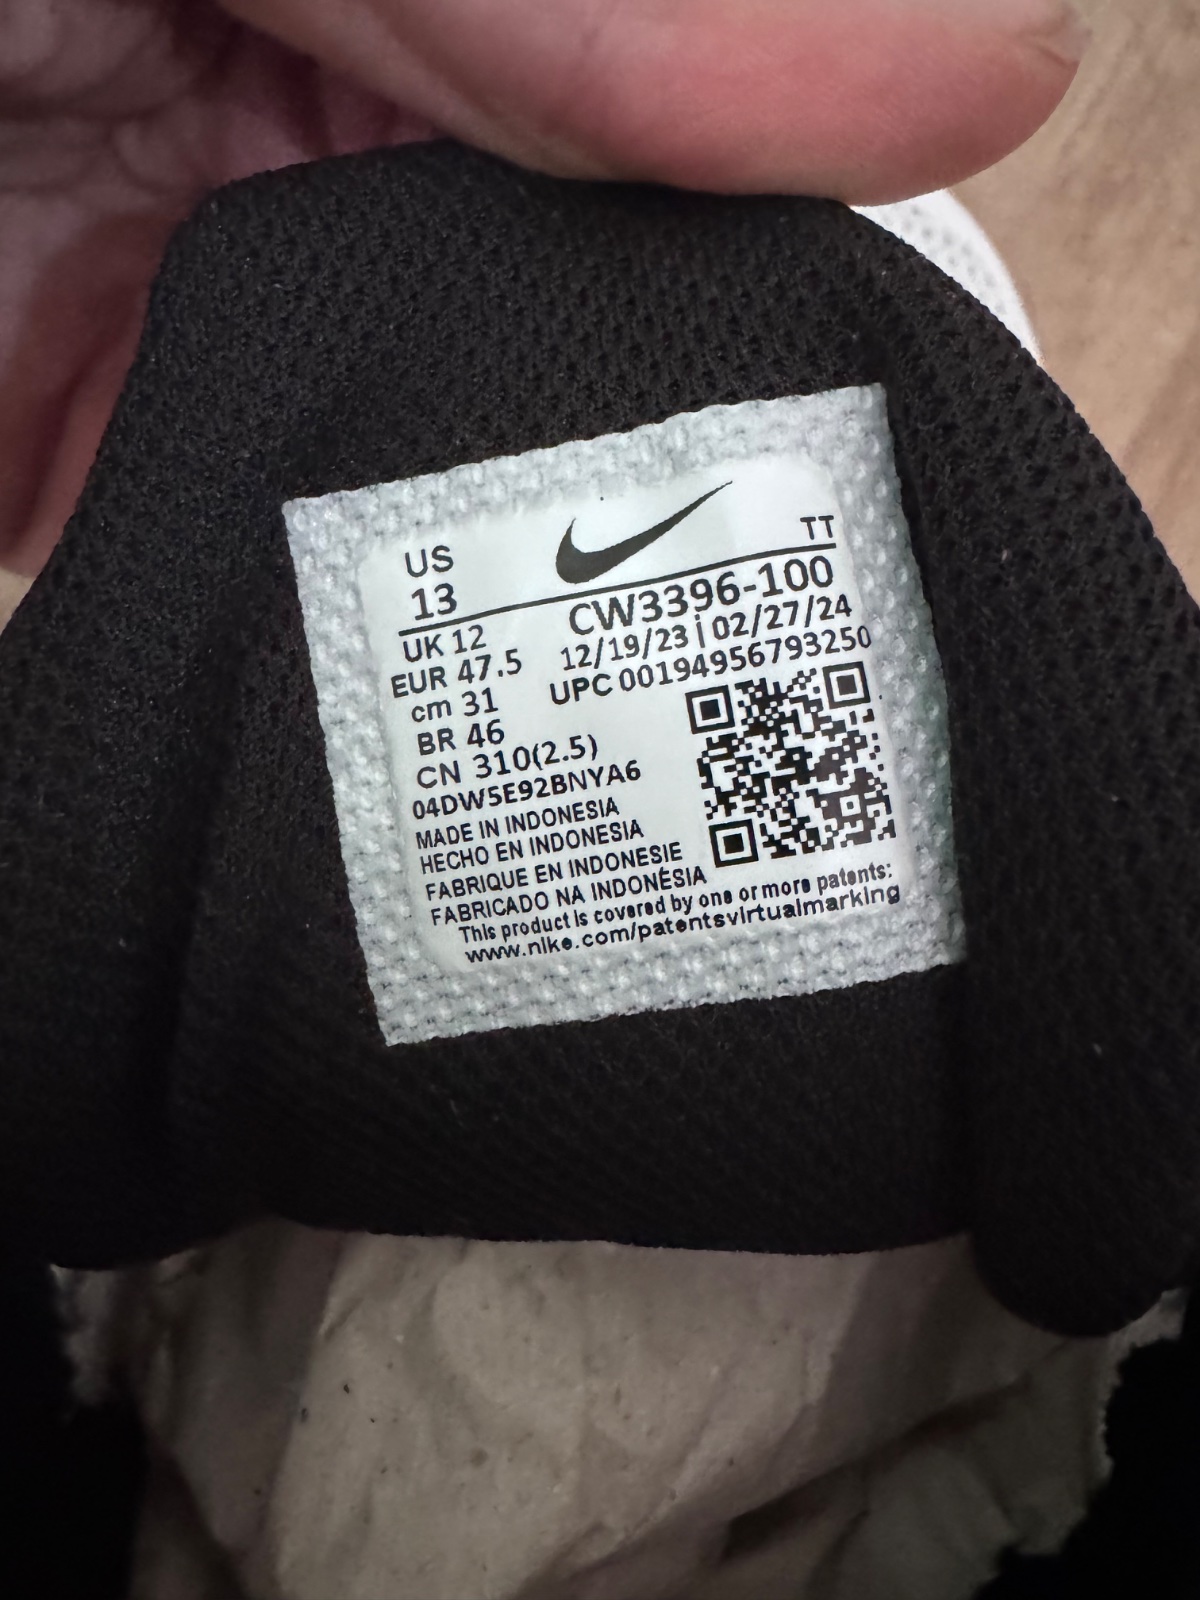 US
13
TT
CW3396-100
UK 12
12/19/23 | 02/27/24
EUR 47.5
UPC 00194956793250
cm 31
BR 46
CN 310(2.5)
04DW5E92BNYA6
MADE IN INDONESIA
HECHO EN INDONESIA
FABRIQUE EN INDONESIE
FABRICADO NA INDONÉSIA
This product is covered by one or more patents:
www.nike.com/patentsvirtualmarking